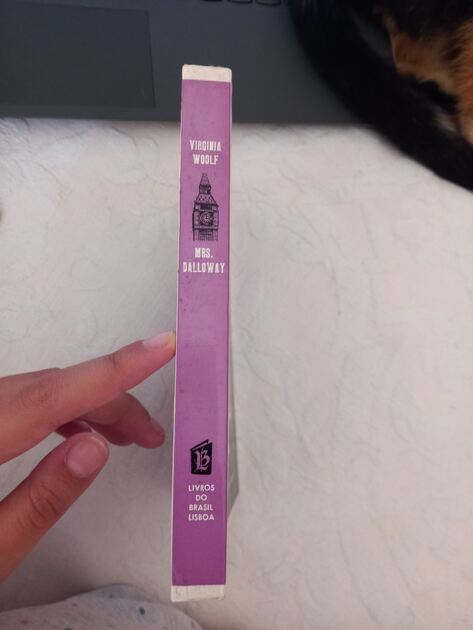 VIRGINIA
WOOLF
MRS.
DALLOWAY
LIVROS
DO
BRASIL
LISBOA